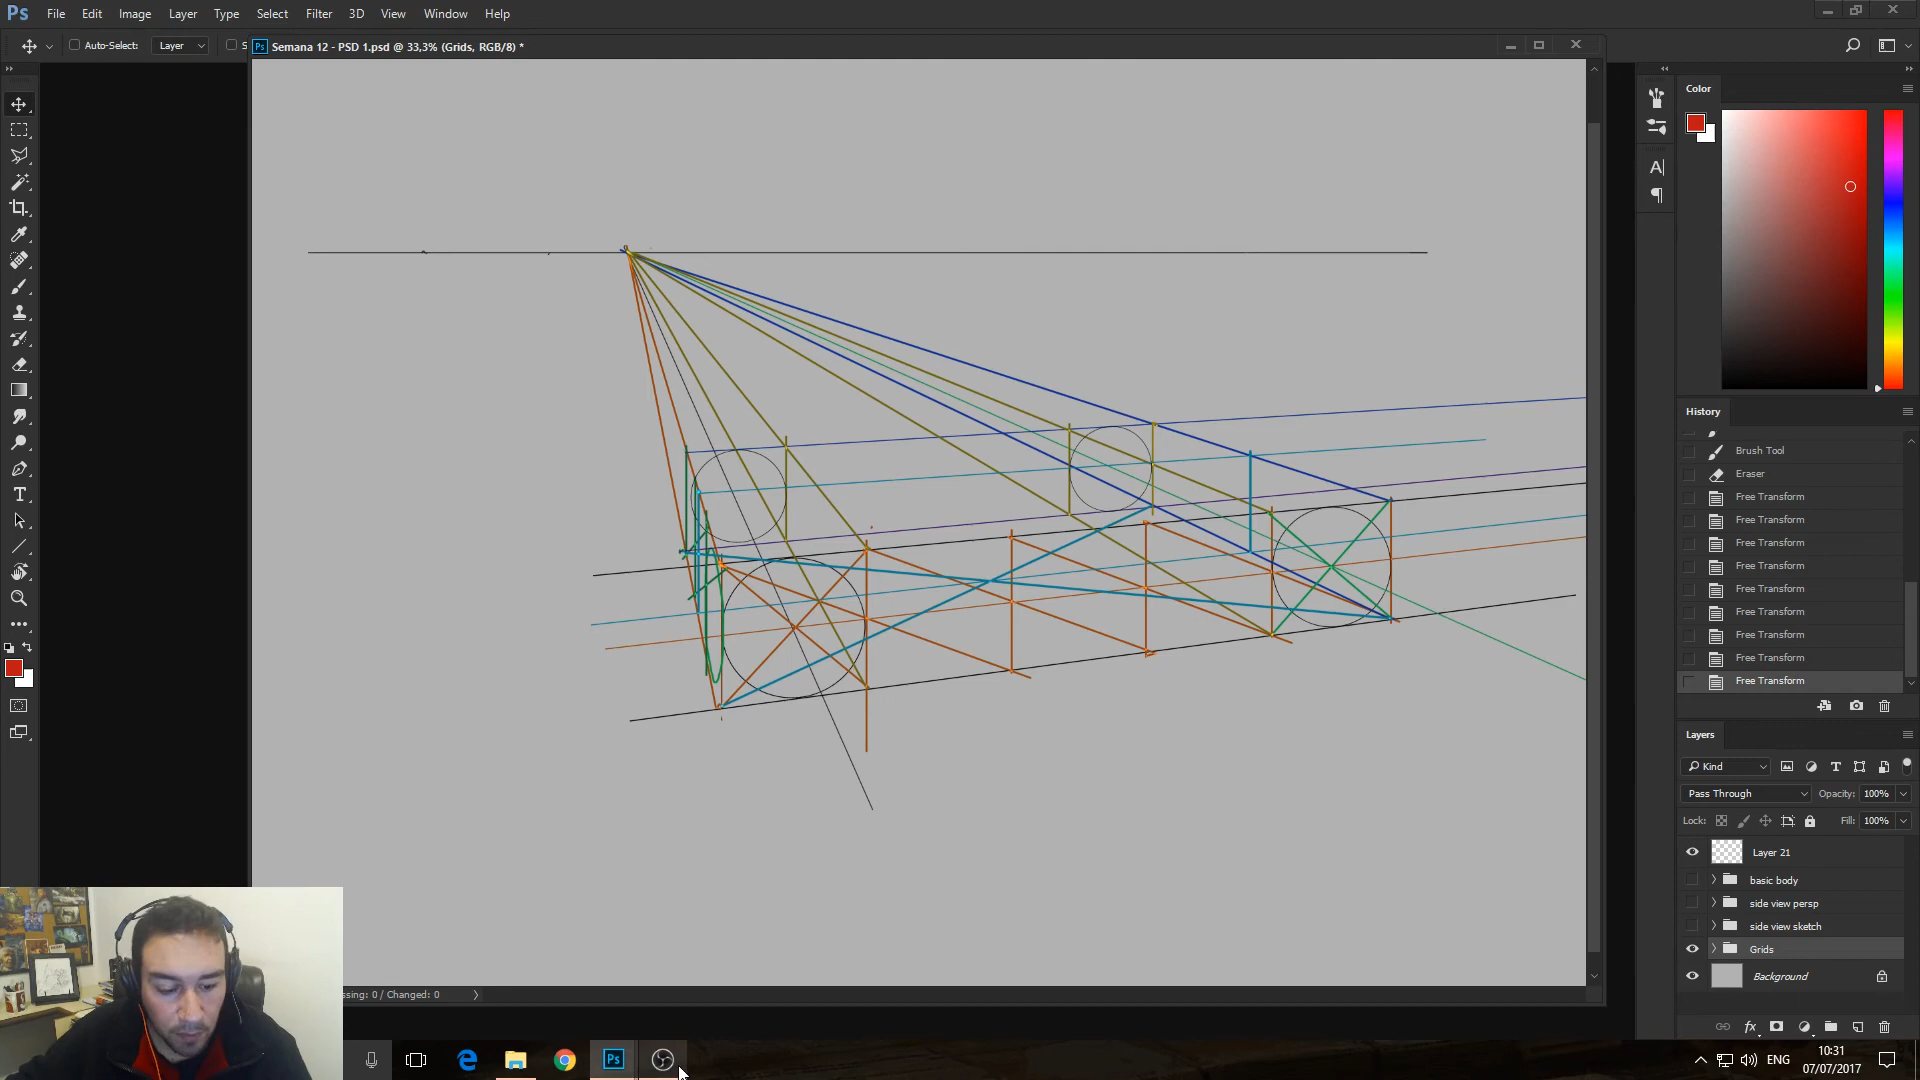 Ps File Edit Image Layer Type Select Filter 3D View Window Help
Auto-Select: Layer S
Ps Semana 12 - PSD 1.psd @ 33,3% (Grids, RGB/8) *
Color
A|
History
Brush Tool
Eraser
Free Transform
Free Transform
Free Transform
Free Transform
Free Transform
Free Transform
Free Transform
Free Transform
Free Transform
T
Layers
Kind
T
Pass Through Opacity: 100%
Lock: Fill: 100%
Layer 21
basic body
side view persp
side view sketch
Grids
Background
ssing: 0 / Changed: 0
fx
Ps
ENG
10:31
07/07/2017